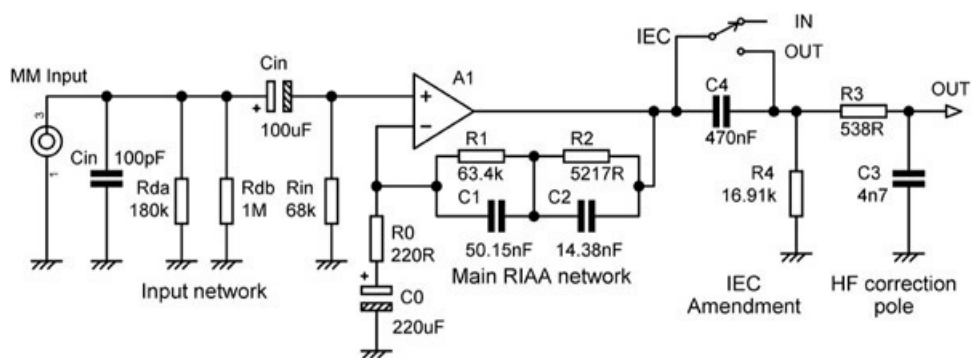 MM Input
3
1
Cin
100pF
Rda
180k
Rdb
1M
Cin
100uF
Rin
68k
Input network
A1
+
−
R0
220R
+
C0
220uF
R1
63.4k
R2
5217R
C1
50.15nF
C2
14.38nF
Main RIAA network
IEC
IN
OUT
C4
470nF
R4
16.91k
IEC
Amendment
R3
538R
C3
4n7
OUT
HF correction
pole
+